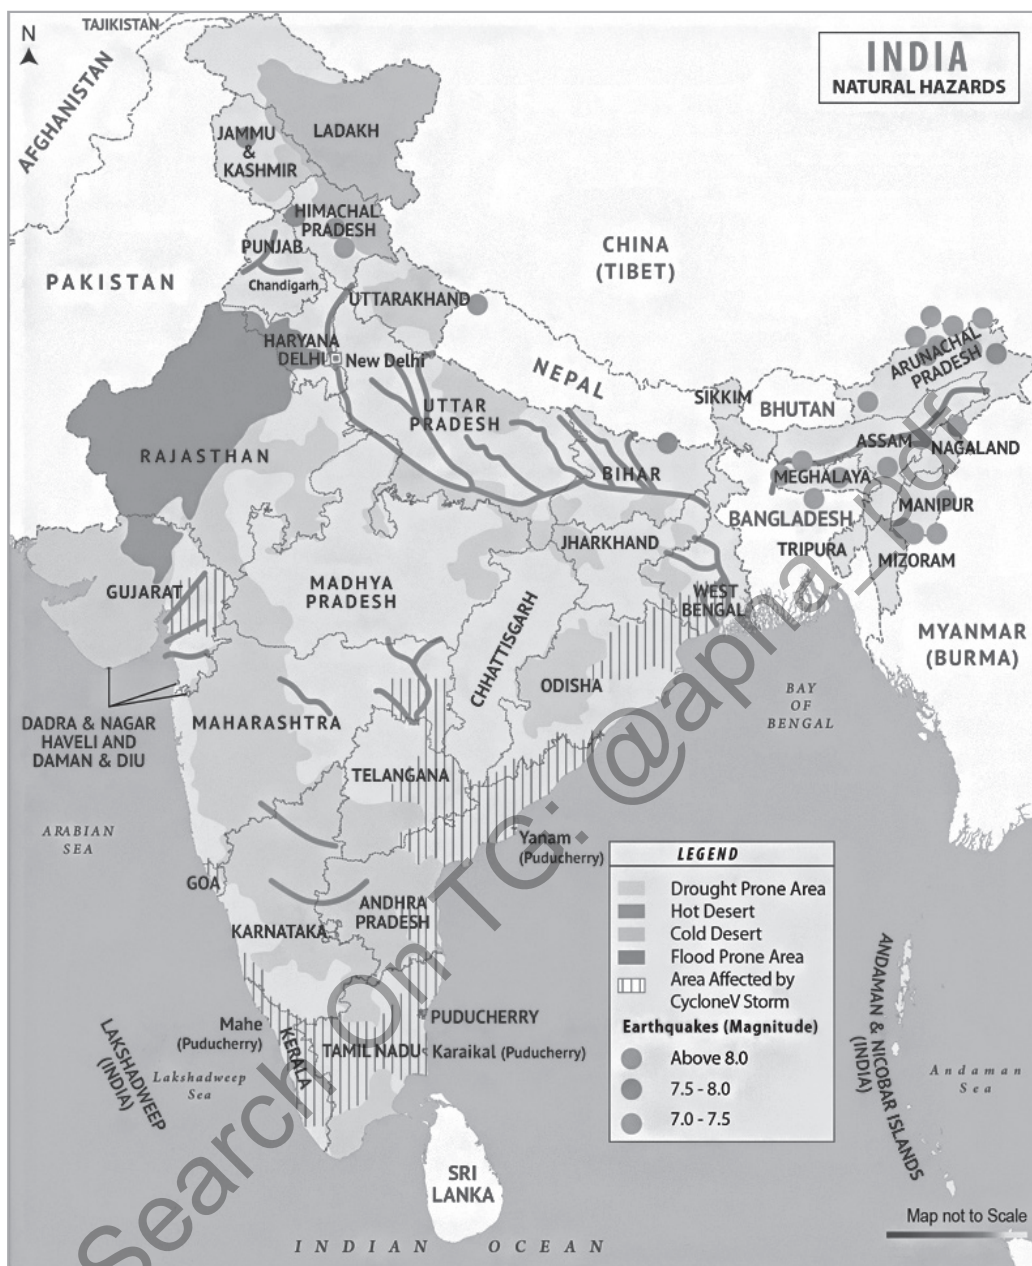 TAJIKISTAN
N
INDIA
NATURAL HAZARDS
AFGHANISTAN
JAMMU
&
KASHMIR
LADAKH
HIMACHAL
PRADESH
PUNJAB
Chandigarh
CHINA
(TIBET)
PAKISTAN
UTTARAKHAND
HARYANA
DELHI
New Delhi
NEPAL
ARUNACHAL
PRADESH
SIKKIM
BHUTAN
UTTAR
PRADESH
RAJASTHAN
ASSAM
NAGALAND
BIHAR
MEGHALAYA
MANIPUR
BANGLADESH
JHARKHAND
TRIPURA
MIZORAM
GUJARAT
MADHYA
PRADESH
WEST
BENGAL
CHHATTISGARH
MYANMAR
(BURMA)
ODISHA
BAY
OF
BENGAL
DADRA & NAGAR
HAVELI AND
DAMAN & DIU
MAHARASHTRA
TELANGANA
ARABIAN
SEA
Yanam
(Puducherry)
GOA
ANDHRA
PRADESH
KARNATAKA
LEGEND
Drought Prone Area
Hot Desert
Cold Desert
Flood Prone Area
Area Affected by
CycloneV Storm
Earthquakes (Magnitude)
Above 8.0
7.5 - 8.0
7.0 - 7.5
ANDAMAN & NICOBAR ISLANDS
(INDIA)
Andaman
Sea
PUDUCHERRY
Mahe
(Puducherry)
KERALA
TAMIL NADU
Karaikal (Puducherry)
LAKSHADWEEP
(INDIA)
Lakshadweep
Sea
SRI
LANKA
Map not to Scale
INDIAN OCEAN